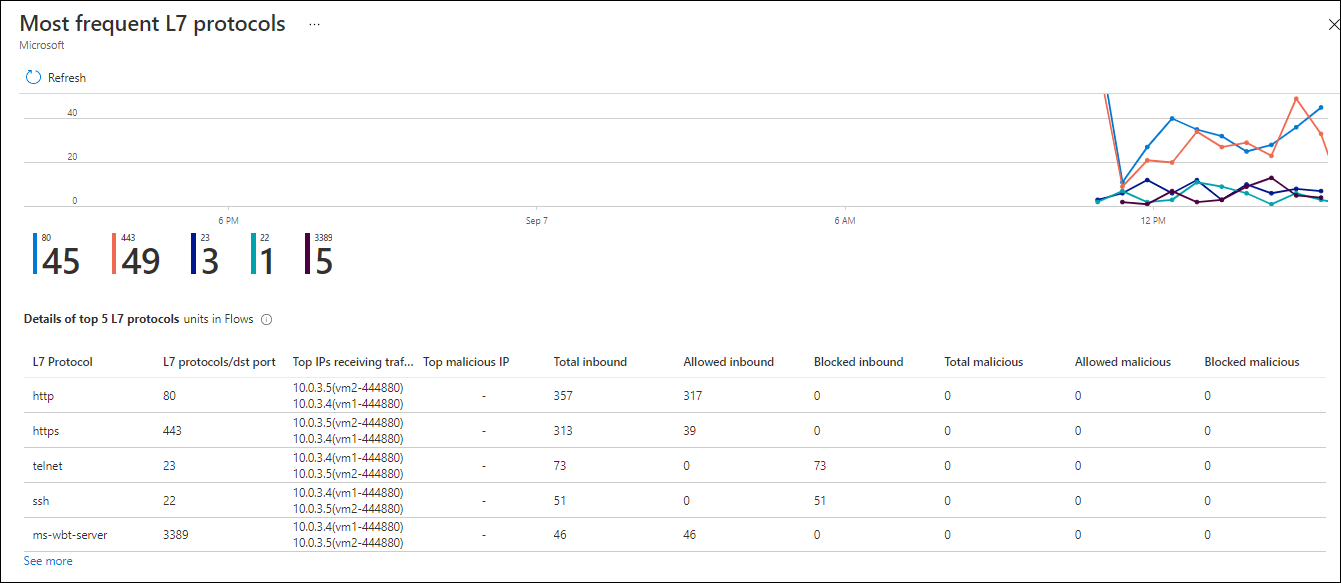 Most frequent L7 protocols ...
Microsoft
Refresh
40
20
0
6 PM Sep 7 6 AM 12 PM
80 443 23 22 3389
45 49 3 1 5
Details of top 5 L7 protocols units in Flows
L7 Protocol L7 protocols/dst port Top IPs receiving traf... Top malicious IP Total inbound Allowed inbound Blocked inbound Total malicious Allowed malicious Blocked malicious
http 80 10.0.3.5(vm2-444880) - 357 317 0 0 0 0
10.0.3.4(vm1-444880)
https 443 10.0.3.5(vm2-444880) - 313 39 0 0 0 0
10.0.3.4(vm1-444880)
telnet 23 10.0.3.4(vm1-444880) - 73 0 73 0 0 0
10.0.3.5(vm2-444880)
ssh 22 10.0.3.4(vm1-444880) - 51 0 51 0 0 0
10.0.3.5(vm2-444880)
ms-wbt-server 3389 10.0.3.4(vm1-444880) - 46 46 0 0 0 0
10.0.3.5(vm2-444880)
See more